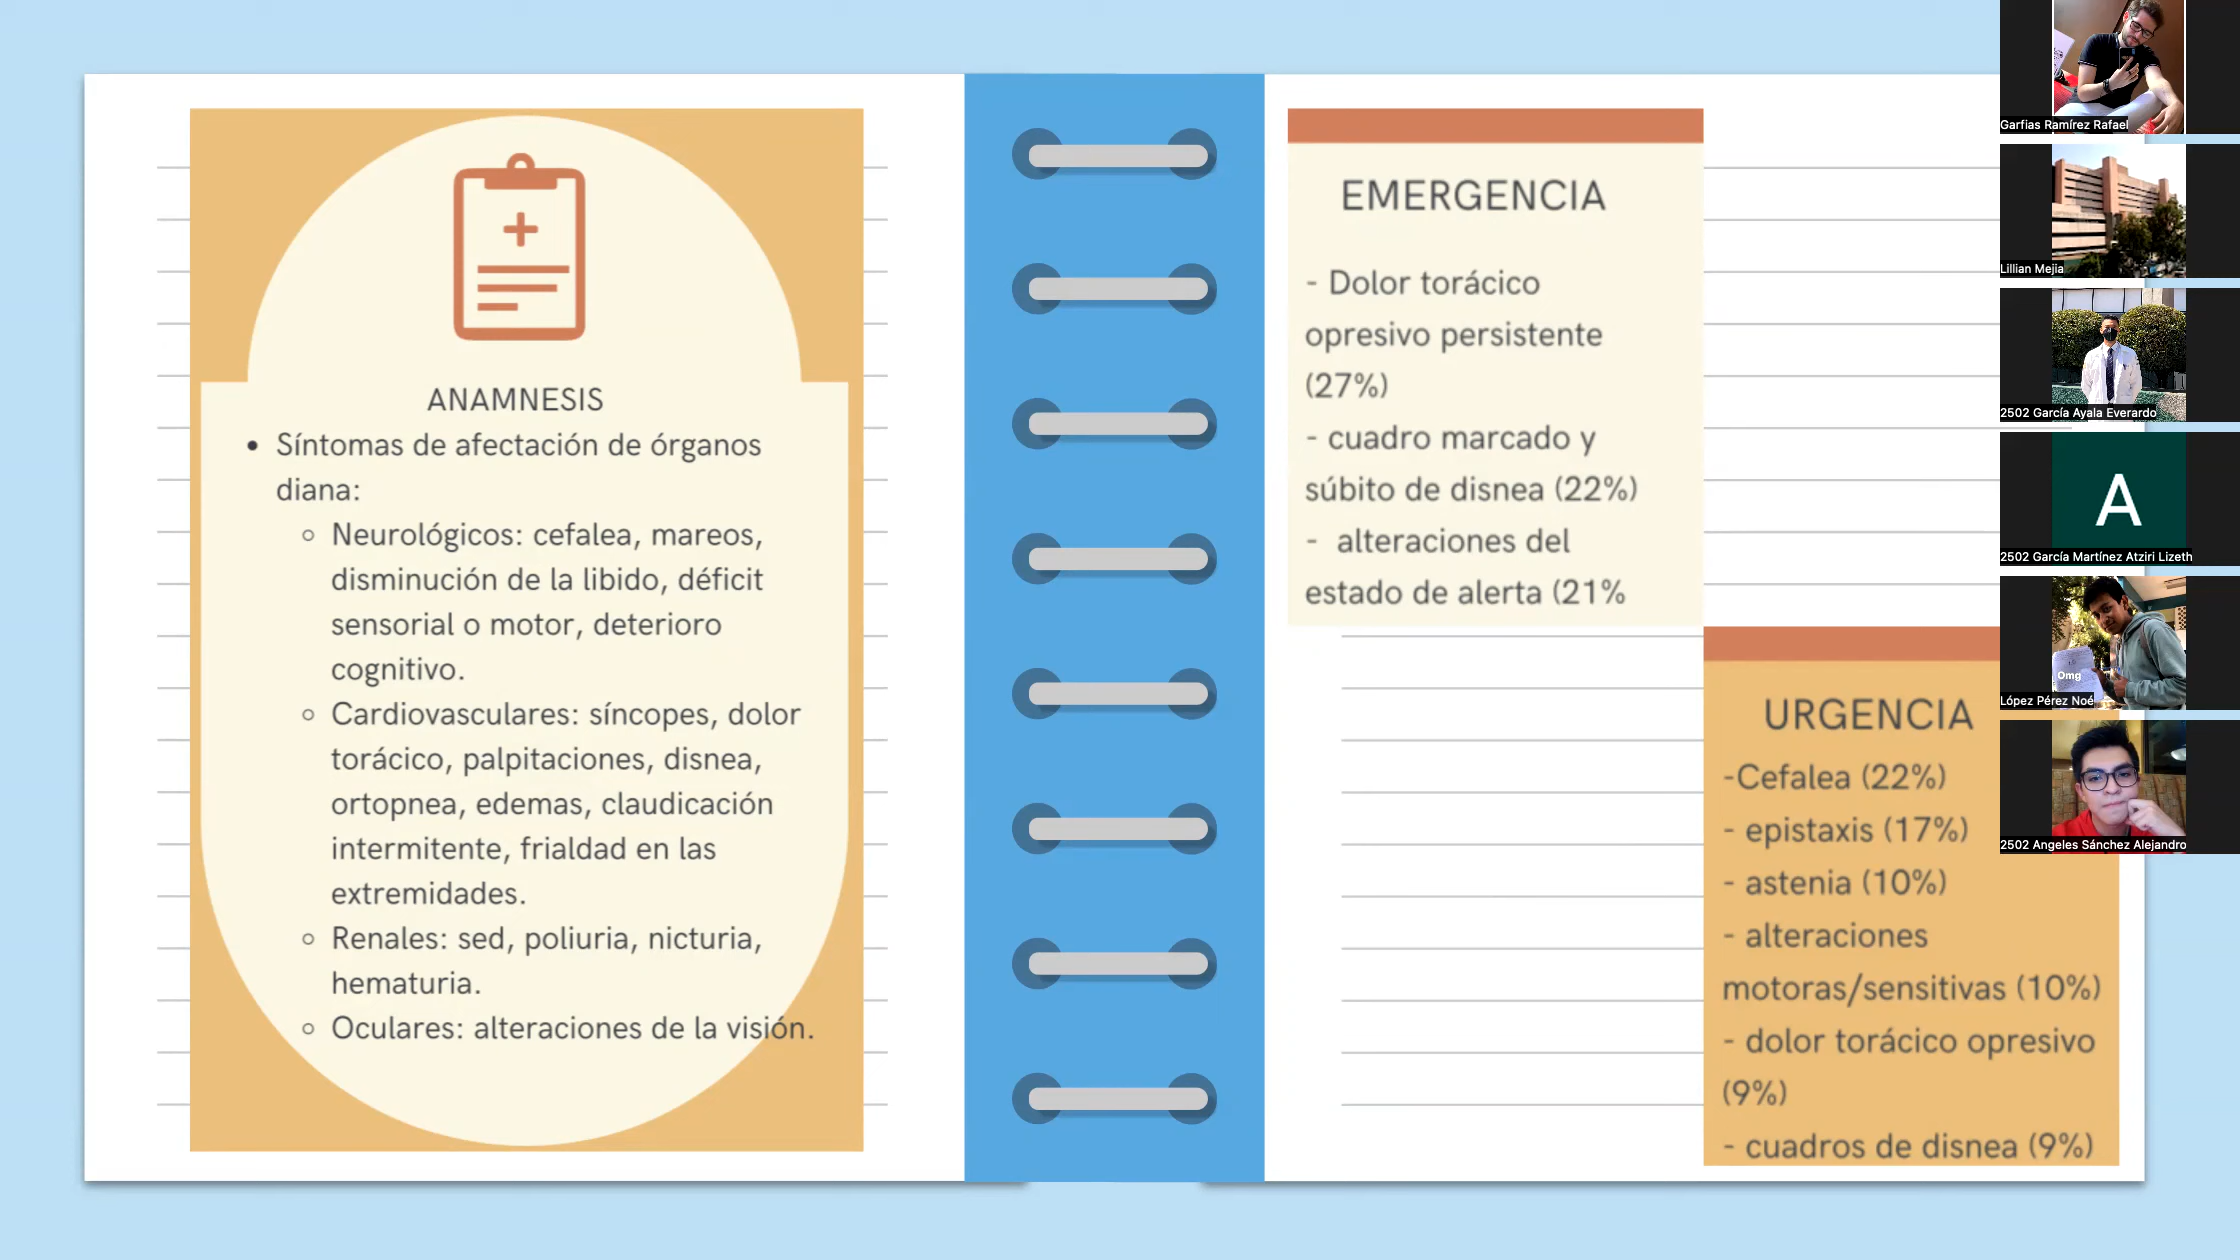 ANAMNESIS
• Síntomas de afectación de órganos
diana:
◦ Neurológicos: cefalea, mareos,
disminución de la libido, déficit
sensorial o motor, deterioro
cognitivo.
◦ Cardiovasculares: síncopes, dolor
torácico, palpitaciones, disnea,
ortopnea, edemas, claudicación
intermitente, frialdad en las
extremidades.
◦ Renales: sed, poliuria, nicturia,
hematuria.
◦ Oculares: alteraciones de la visión.
EMERGENCIA
- Dolor torácico
opresivo persistente
(27%)
- cuadro marcado y
súbito de disnea (22%)
- alteraciones del
estado de alerta (21%
URGENCIA
-Cefalea (22%)
- epistaxis (17%)
- astenia (10%)
- alteraciones
motoras/sensitivas (10%)
- dolor torácico opresivo
(9%)
- cuadros de disnea (9%)
Garfias Ramírez Rafael
Lillian Mejia
2502 García Ayala Everardo
A
2502 García Martínez Atziri Lizeth
Omg
López Pérez Noé
2502 Angeles Sánchez Alejandro